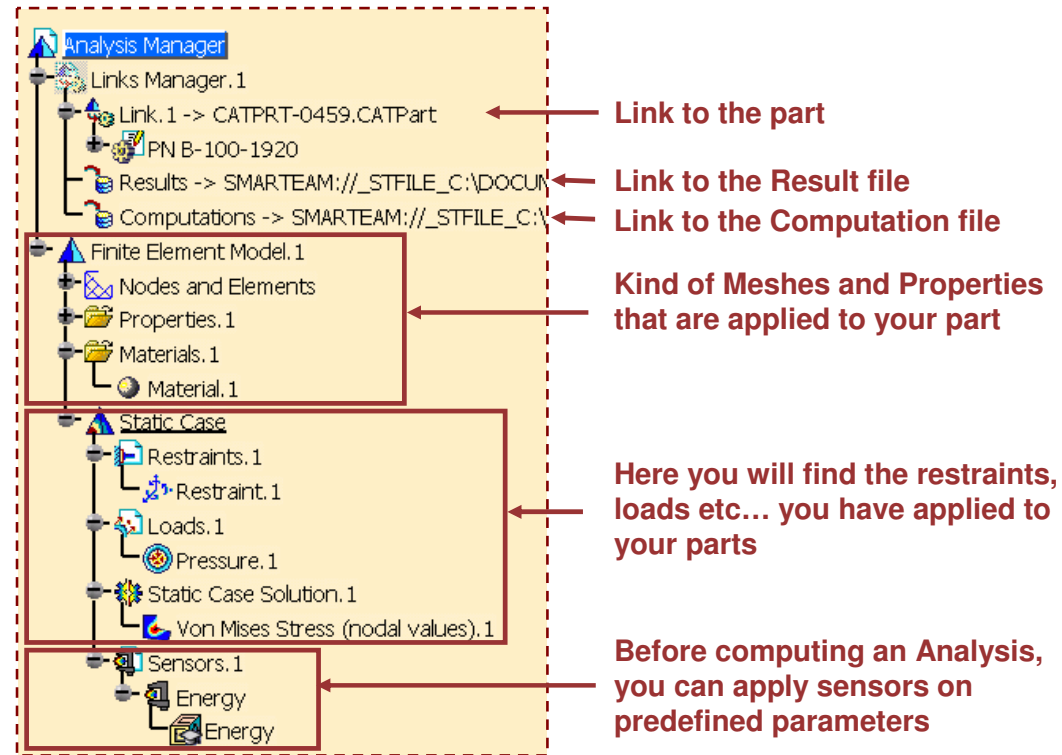 Analysis Manager
Links Manager.1
Link.1 -> CATPRT-0459.CATPart
Link to the part
PN B-100-1920
Results -> SMARTEAM://_STFILE_C:\DOCUM
Link to the Result file
Computations -> SMARTEAM://_STFILE_C:\
Link to the Computation file
Finite Element Model.1
Nodes and Elements
Properties.1
Materials.1
Material.1
Kind of Meshes and Properties
that are applied to your part
Static Case
Restraints.1
Restraint.1
Loads.1
Pressure.1
Static Case Solution.1
Von Mises Stress (nodal values).1
Here you will find the restraints,
loads etc… you have applied to
your parts
Sensors.1
Energy
Energy
Before computing an Analysis,
you can apply sensors on
predefined parameters